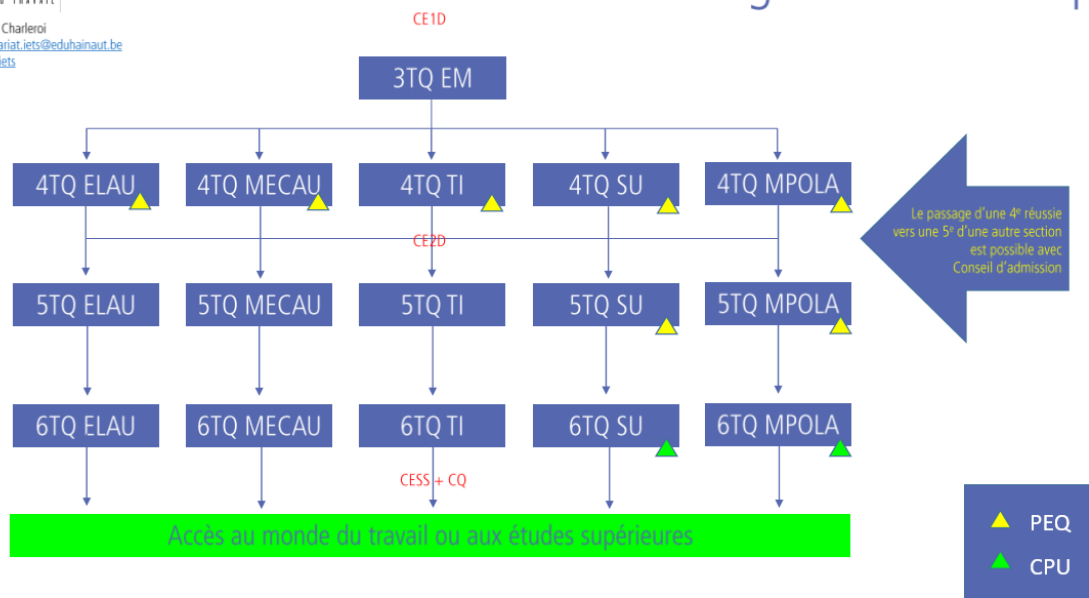 Charleroi
ariat.iets@eduhainaut.be
iets
CE1D
3TQ EM
4TQ ELAU
4TQ MECAU
4TQ TI
4TQ SU
4TQ MPOLA
Le passage d'une 4e réussie
vers une 5e d'une autre section
est possible avec
Conseil d'admission
CE2D
5TQ ELAU
5TQ MECAU
5TQ TI
5TQ SU
5TQ MPOLA
6TQ ELAU
6TQ MECAU
6TQ TI
6TQ SU
6TQ MPOLA
CESS + CQ
Accès au monde du travail ou aux études supérieures
PEQ
CPU